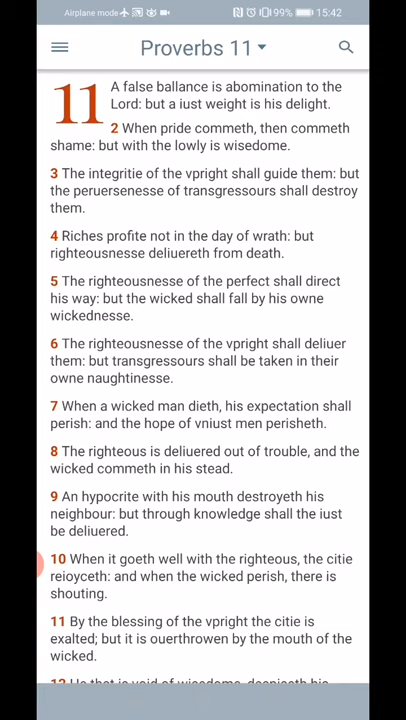 Airplane mode 99% 15:42
Proverbs 11
11 A false ballance is abomination to the
Lord: but a iust weight is his delight.
2 When pride commeth, then commeth
shame: but with the lowly is wisedome.
3 The integritie of the vpright shall guide them: but
the peruersenesse of transgressours shall destroy
them.
4 Riches profite not in the day of wrath: but
righteousnesse deliuereth from death.
5 The righteousnesse of the perfect shall direct
his way: but the wicked shall fall by his owne
wickednesse.
6 The righteousnesse of the vpright shall deliuer
them: but transgressours shall be taken in their
owne naughtinesse.
7 When a wicked man dieth, his expectation shall
perish: and the hope of vniust men perisheth.
8 The righteous is deliuered out of trouble, and the
wicked commeth in his stead.
9 An hypocrite with his mouth destroyeth his
neighbour: but through knowledge shall the iust
be deliuered.
10 When it goeth well with the righteous, the citie
reioyceth: and when the wicked perish, there is
shouting.
11 By the blessing of the vpright the citie is
exalted; but it is ouerthrowen by the mouth of the
wicked.
12 He that is void of wisedome, despiseth his